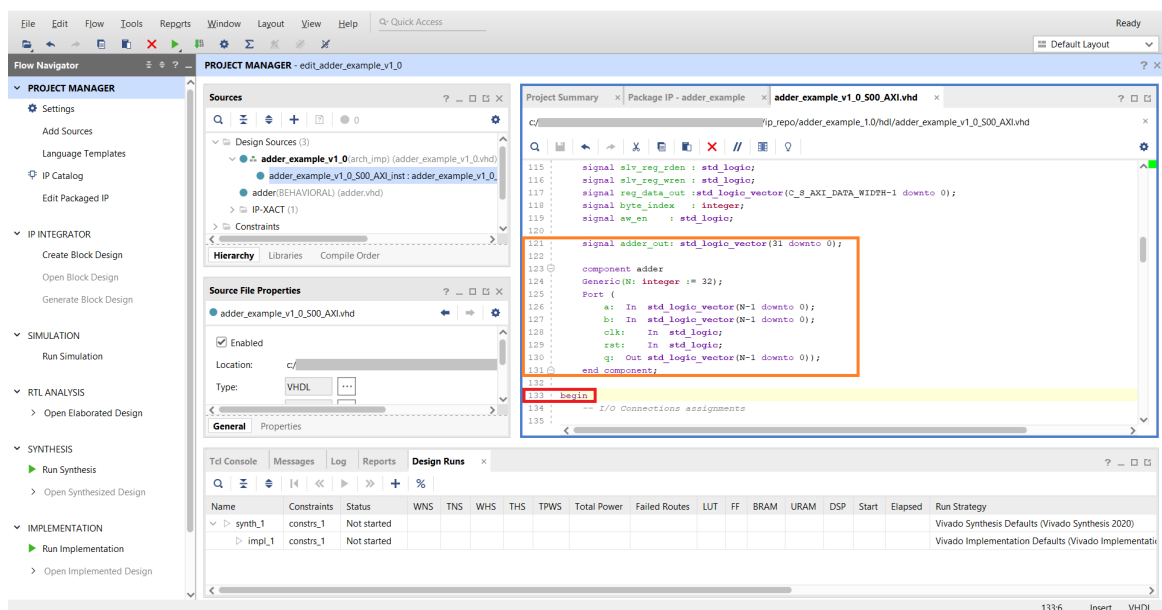 File Edit Flow Tools Reports Window Layout View Help Q- Quick Access Ready
Default Layout
Flow Navigator
PROJECT MANAGER - edit_adder_example_v1_0
PROJECT MANAGER
Settings
Add Sources
Language Templates
IP Catalog
Edit Packaged IP
IP INTEGRATOR
Create Block Design
Open Block Design
Generate Block Design
SIMULATION
Run Simulation
RTL ANALYSIS
Open Elaborated Design
SYNTHESIS
Run Synthesis
Open Synthesized Design
IMPLEMENTATION
Run Implementation
Open Implemented Design
Sources
0
Design Sources (3)
adder_example_v1_0(arch_imp) (adder_example_v1_0.vhd)
adder_example_v1_0_S00_AXI_inst : adder_example_v1_0_
adder(BEHAVIORAL) (adder.vhd)
IP-XACT (1)
Constraints
Hierarchy Libraries Compile Order
Source File Properties
adder_example_v1_0_S00_AXI.vhd
Enabled
Location: c:/
Type: VHDL
General Properties
Project Summary Package IP - adder_example adder_example_v1_0_S00_AXI.vhd
c:/ /ip_repo/adder_example_1.0/hdl/adder_example_v1_0_S00_AXI.vhd
115 signal slv_reg_rden : std_logic;
116 signal slv_reg_wren : std_logic;
117 signal reg_data_out :std_logic_vector(C_S_AXI_DATA_WIDTH-1 downto 0);
118 signal byte_index : integer;
119 signal aw_en : std_logic;
120
121 signal adder_out: std_logic_vector(31 downto 0);
122
123 component adder
124 Generic(N: integer := 32);
125 Port (
126 a: In std_logic_vector(N-1 downto 0);
127 b: In std_logic_vector(N-1 downto 0);
128 clk: In std_logic;
129 rst: In std_logic;
130 q: Out std_logic_vector(N-1 downto 0));
131 end component;
132
133 begin
134 -- I/O Connections assignments
135
Tcl Console Messages Log Reports Design Runs
Name Constraints Status WNS TNS WHS THS TPWS Total Power Failed Routes LUT FF BRAM URAM DSP Start Elapsed Run Strategy
synth_1 constrs_1 Not started Vivado Synthesis Defaults (Vivado Synthesis 2020)
impl_1 constrs_1 Not started Vivado Implementation Defaults (Vivado Implementatio
133:6 Insert VHDL